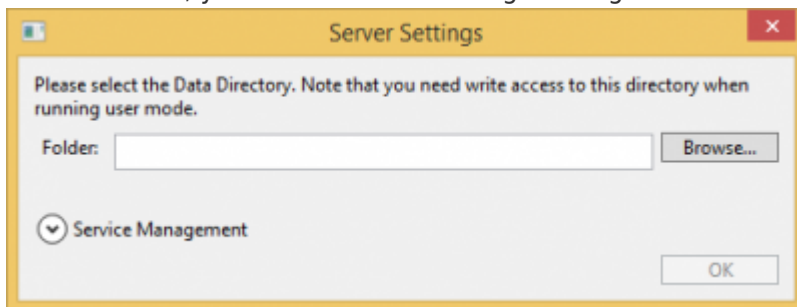 Server Settings
Please select the Data Directory. Note that you need write access to this directory when
running user mode.
Folder:
Browse...
Service Management
OK